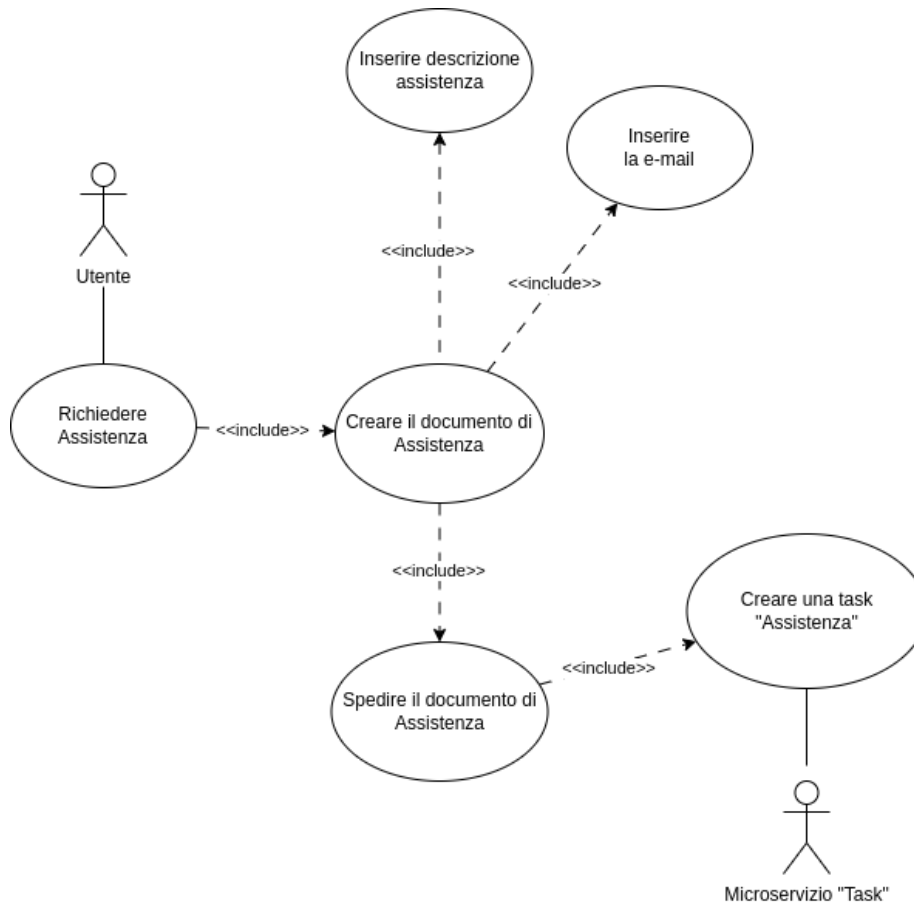 Inserire descrizione
assistenza
Inserire
la e-mail
Utente
<<include>>
<<include>>
Richiedere
Assistenza
<<include>>
Creare il documento di
Assistenza
<<include>>
Creare una task
"Assistenza"
Spedire il documento di
Assistenza
<<include>>
Microservizio "Task"